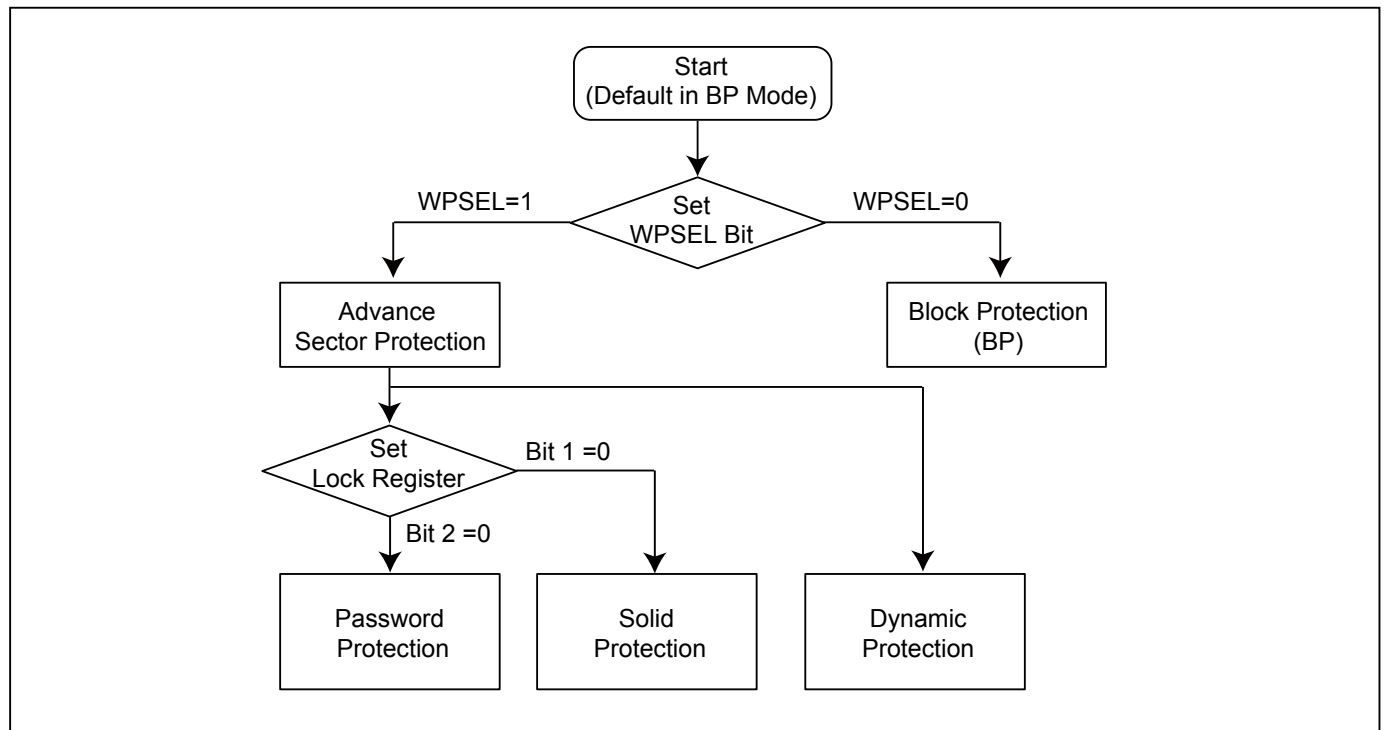 Start
(Default in BP Mode)
WPSEL=1
Set
WPSEL Bit
WPSEL=0
Advance
Sector Protection
Block Protection
(BP)
Set
Lock Register
Bit 1 =0
Bit 2 =0
Password
Protection
Solid
Protection
Dynamic
Protection